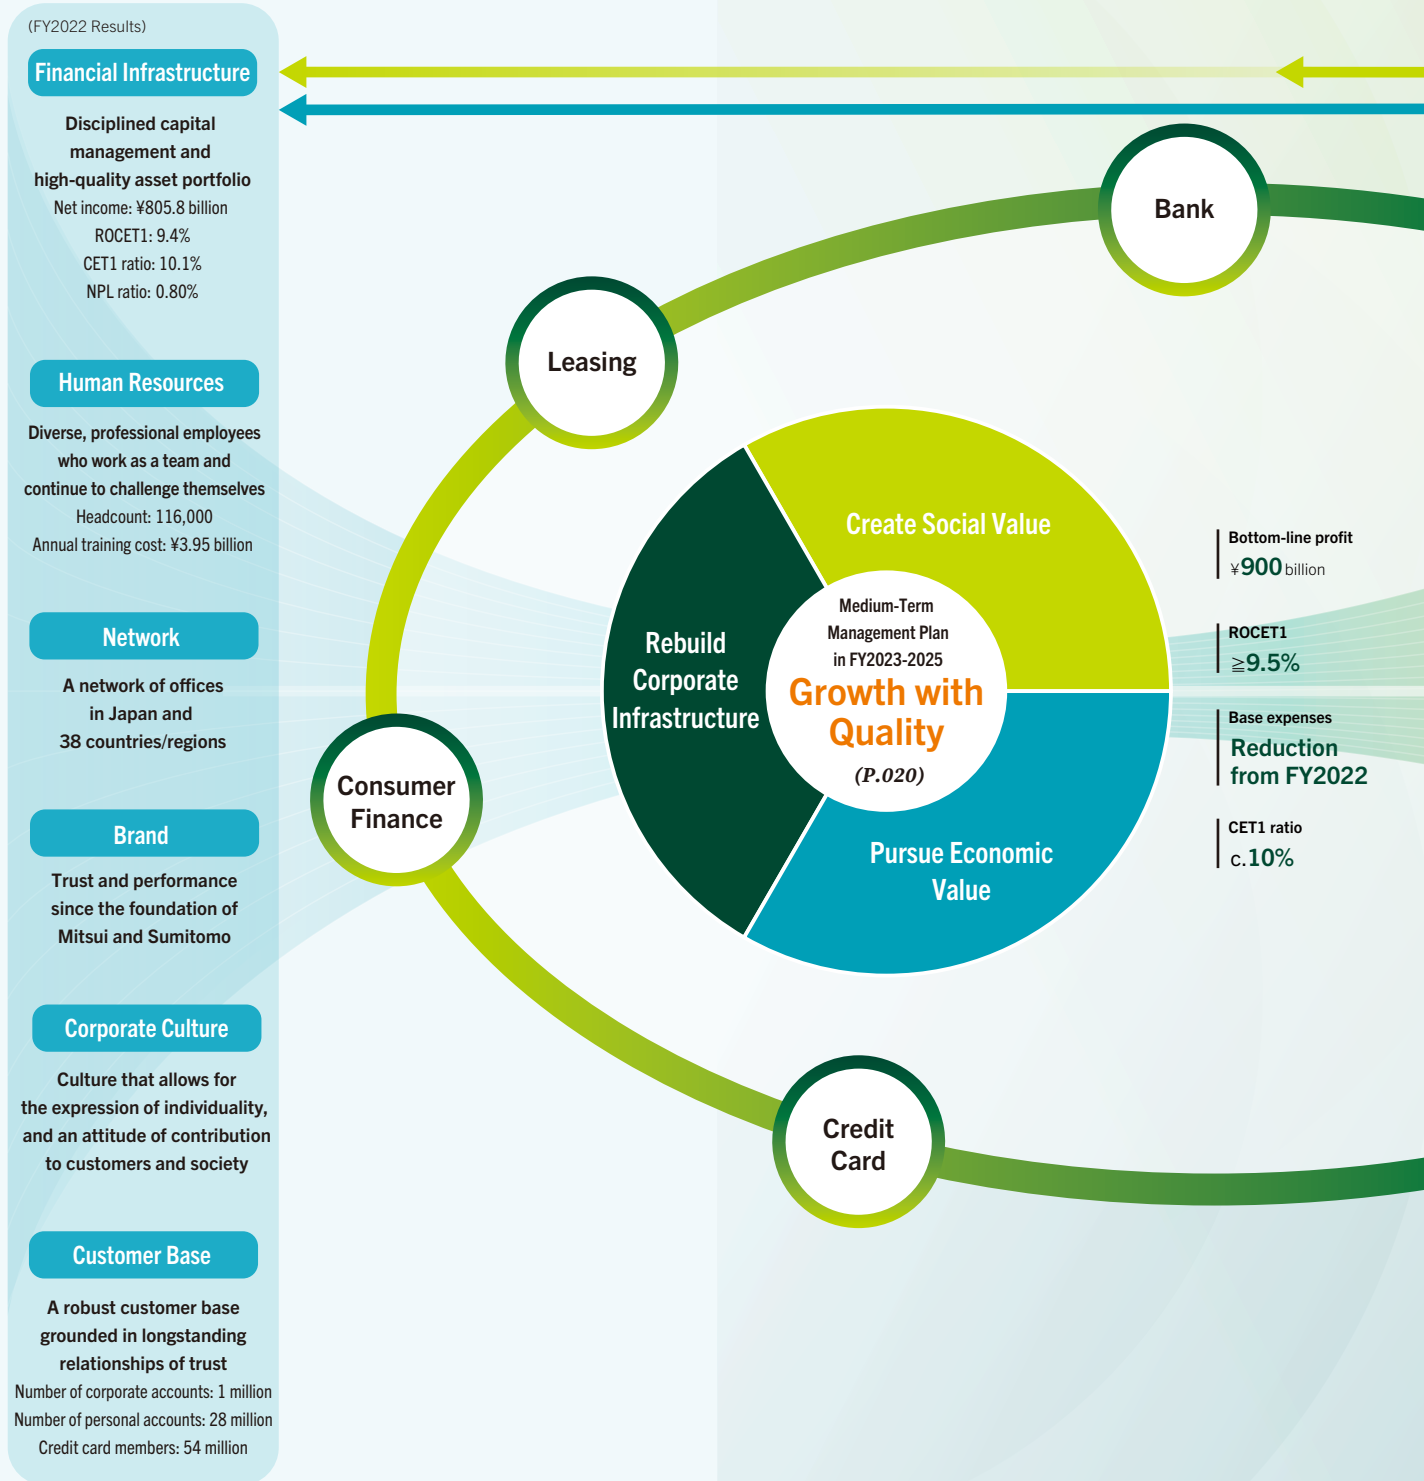 (FY2022 Results)
Financial Infrastructure
Disciplined capital
management and
high-quality asset portfolio
Net income: ¥805.8 billion
ROCET1: 9.4%
CET1 ratio: 10.1%
NPL ratio: 0.80%
Human Resources
Diverse, professional employees
who work as a team and
continue to challenge themselves
Headcount: 116,000
Annual training cost: ¥3.95 billion
Network
A network of offices
in Japan and
38 countries/regions
Brand
Trust and performance
since the foundation of
Mitsui and Sumitomo
Corporate Culture
Culture that allows for
the expression of individuality,
and an attitude of contribution
to customers and society
Customer Base
A robust customer base
grounded in longstanding
relationships of trust
Number of corporate accounts: 1 million
Number of personal accounts: 28 million
Credit card members: 54 million
Bank
Leasing
Consumer
Finance
Credit
Card
Create Social Value
Rebuild
Corporate
Infrastructure
Pursue Economic
Value
Medium-Term
Management Plan
in FY2023-2025
Growth with
Quality
(P.020)
Bottom-line profit
¥900 billion
ROCET1
≧9.5%
Base expenses
Reduction
from FY2022
CET1 ratio
c.10%